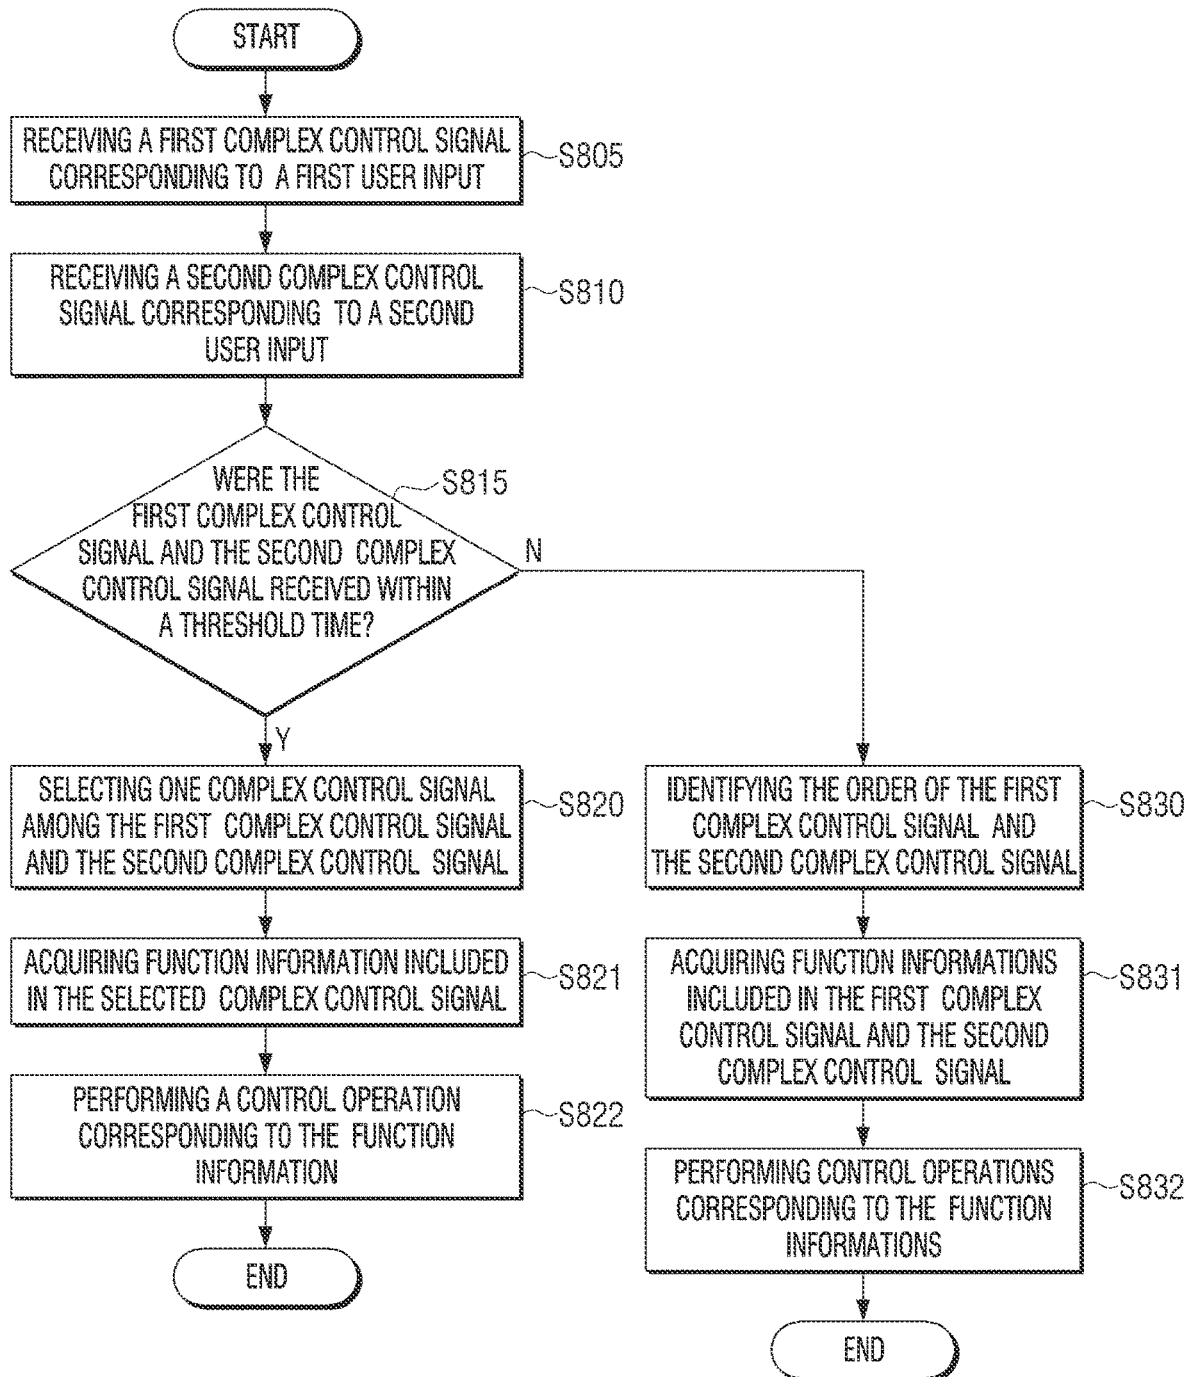 START
RECEIVING A FIRST COMPLEX CONTROL SIGNAL
CORRESPONDING TO A FIRST USER INPUT
S805
RECEIVING A SECOND COMPLEX CONTROL
SIGNAL CORRESPONDING TO A SECOND
USER INPUT
S810
WERE THE
FIRST COMPLEX CONTROL
SIGNAL AND THE SECOND COMPLEX
CONTROL SIGNAL RECEIVED WITHIN
A THRESHOLD TIME?
S815
N
Y
SELECTING ONE COMPLEX CONTROL SIGNAL
AMONG THE FIRST COMPLEX CONTROL SIGNAL
AND THE SECOND COMPLEX CONTROL SIGNAL
S820
ACQUIRING FUNCTION INFORMATION INCLUDED
IN THE SELECTED COMPLEX CONTROL SIGNAL
S821
PERFORMING A CONTROL OPERATION
CORRESPONDING TO THE FUNCTION
INFORMATION
S822
END
IDENTIFYING THE ORDER OF THE FIRST
COMPLEX CONTROL SIGNAL AND
THE SECOND COMPLEX CONTROL SIGNAL
S830
ACQUIRING FUNCTION INFORMATIONS
INCLUDED IN THE FIRST COMPLEX
CONTROL SIGNAL AND THE SECOND
COMPLEX CONTROL SIGNAL
S831
PERFORMING CONTROL OPERATIONS
CORRESPONDING TO THE FUNCTION
INFORMATIONS
S832
END